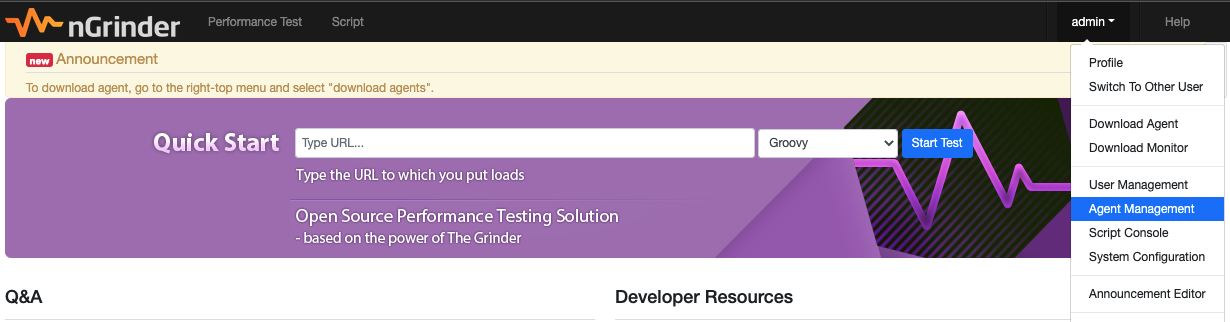 nGrinder Performance Test Script admin Help
new Announcement
To download agent, go to the right-top menu and select "download agents".
Quick Start Type URL... Groovy Start Test
Type the URL to which you put loads
Open Source Performance Testing Solution
- based on the power of The Grinder
Profile
Switch To Other User
Download Agent
Download Monitor
User Management
Agent Management
Script Console
System Configuration
Announcement Editor
Q&A
Developer Resources